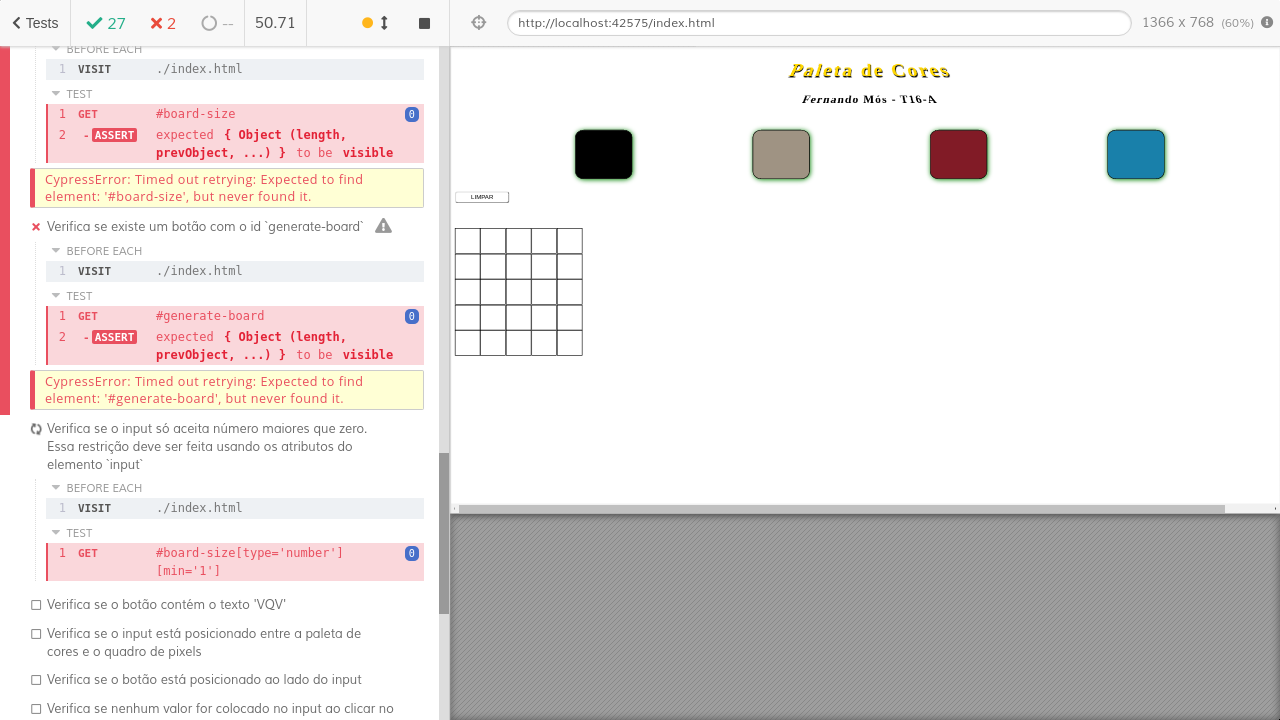 Tests
27
2
--
50.71
http://localhost:42575/index.html
1366 x 768 (60%)
BEFORE EACH
1 VISIT ./index.html
TEST
1 GET #board-size 0
2 -ASSERT expected { Object (length,
prevObject, ...) } to be visible
CypressError: Timed out retrying: Expected to find
element: '#board-size', but never found it.
Verifica se existe um botão com o id `generate-board`
BEFORE EACH
1 VISIT ./index.html
TEST
1 GET #generate-board 0
2 -ASSERT expected { Object (length,
prevObject, ...) } to be visible
CypressError: Timed out retrying: Expected to find
element: '#generate-board', but never found it.
Verifica se o input só aceita número maiores que zero.
Essa restrição deve ser feita usando os atributos do
elemento `input`
BEFORE EACH
1 VISIT ./index.html
TEST
1 GET #board-size[type='number'] 0
[min='1']
Verifica se o botão contém o texto 'VQV'
Verifica se o input está posicionado entre a paleta de
cores e o quadro de pixels
Verifica se o botão está posicionado ao lado do input
Verifica se nenhum valor for colocado no input ao clicar no
Paleta de Cores
Fernando Mós - T16-A
LIMPAR